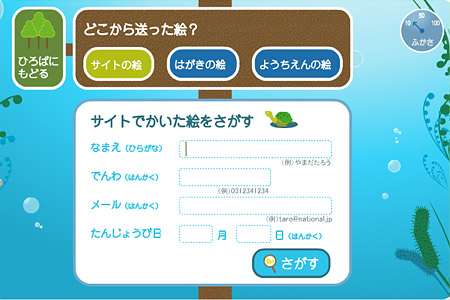 どこから送った絵？
ひろばに
もどる
サイトの絵
はがきの絵
ようちえんの絵
10 50 100
ふかさ
サイトでかいた絵をさがす
なまえ（ひらがな）
（例）やまだたろう
でんわ（はんかく）
（例）0312341234
メール（はんかく）
（例）taro@national.jp
たんじょうび日 月 日（はんかく）
さがす